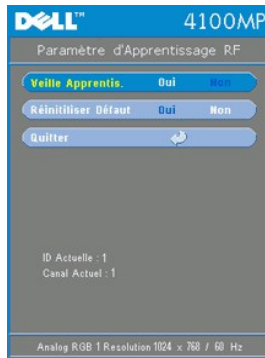 DELL™ 4100MP
Paramètre d'Apprentissage RF
Veille Apprentis. Oui Non
Réinitiliser Défaut Oui Non
Quitter
ID Actuelle : 1
Canal Actuel : 1
Analog RGB 1 Resolution 1024 x 768 / 60 Hz